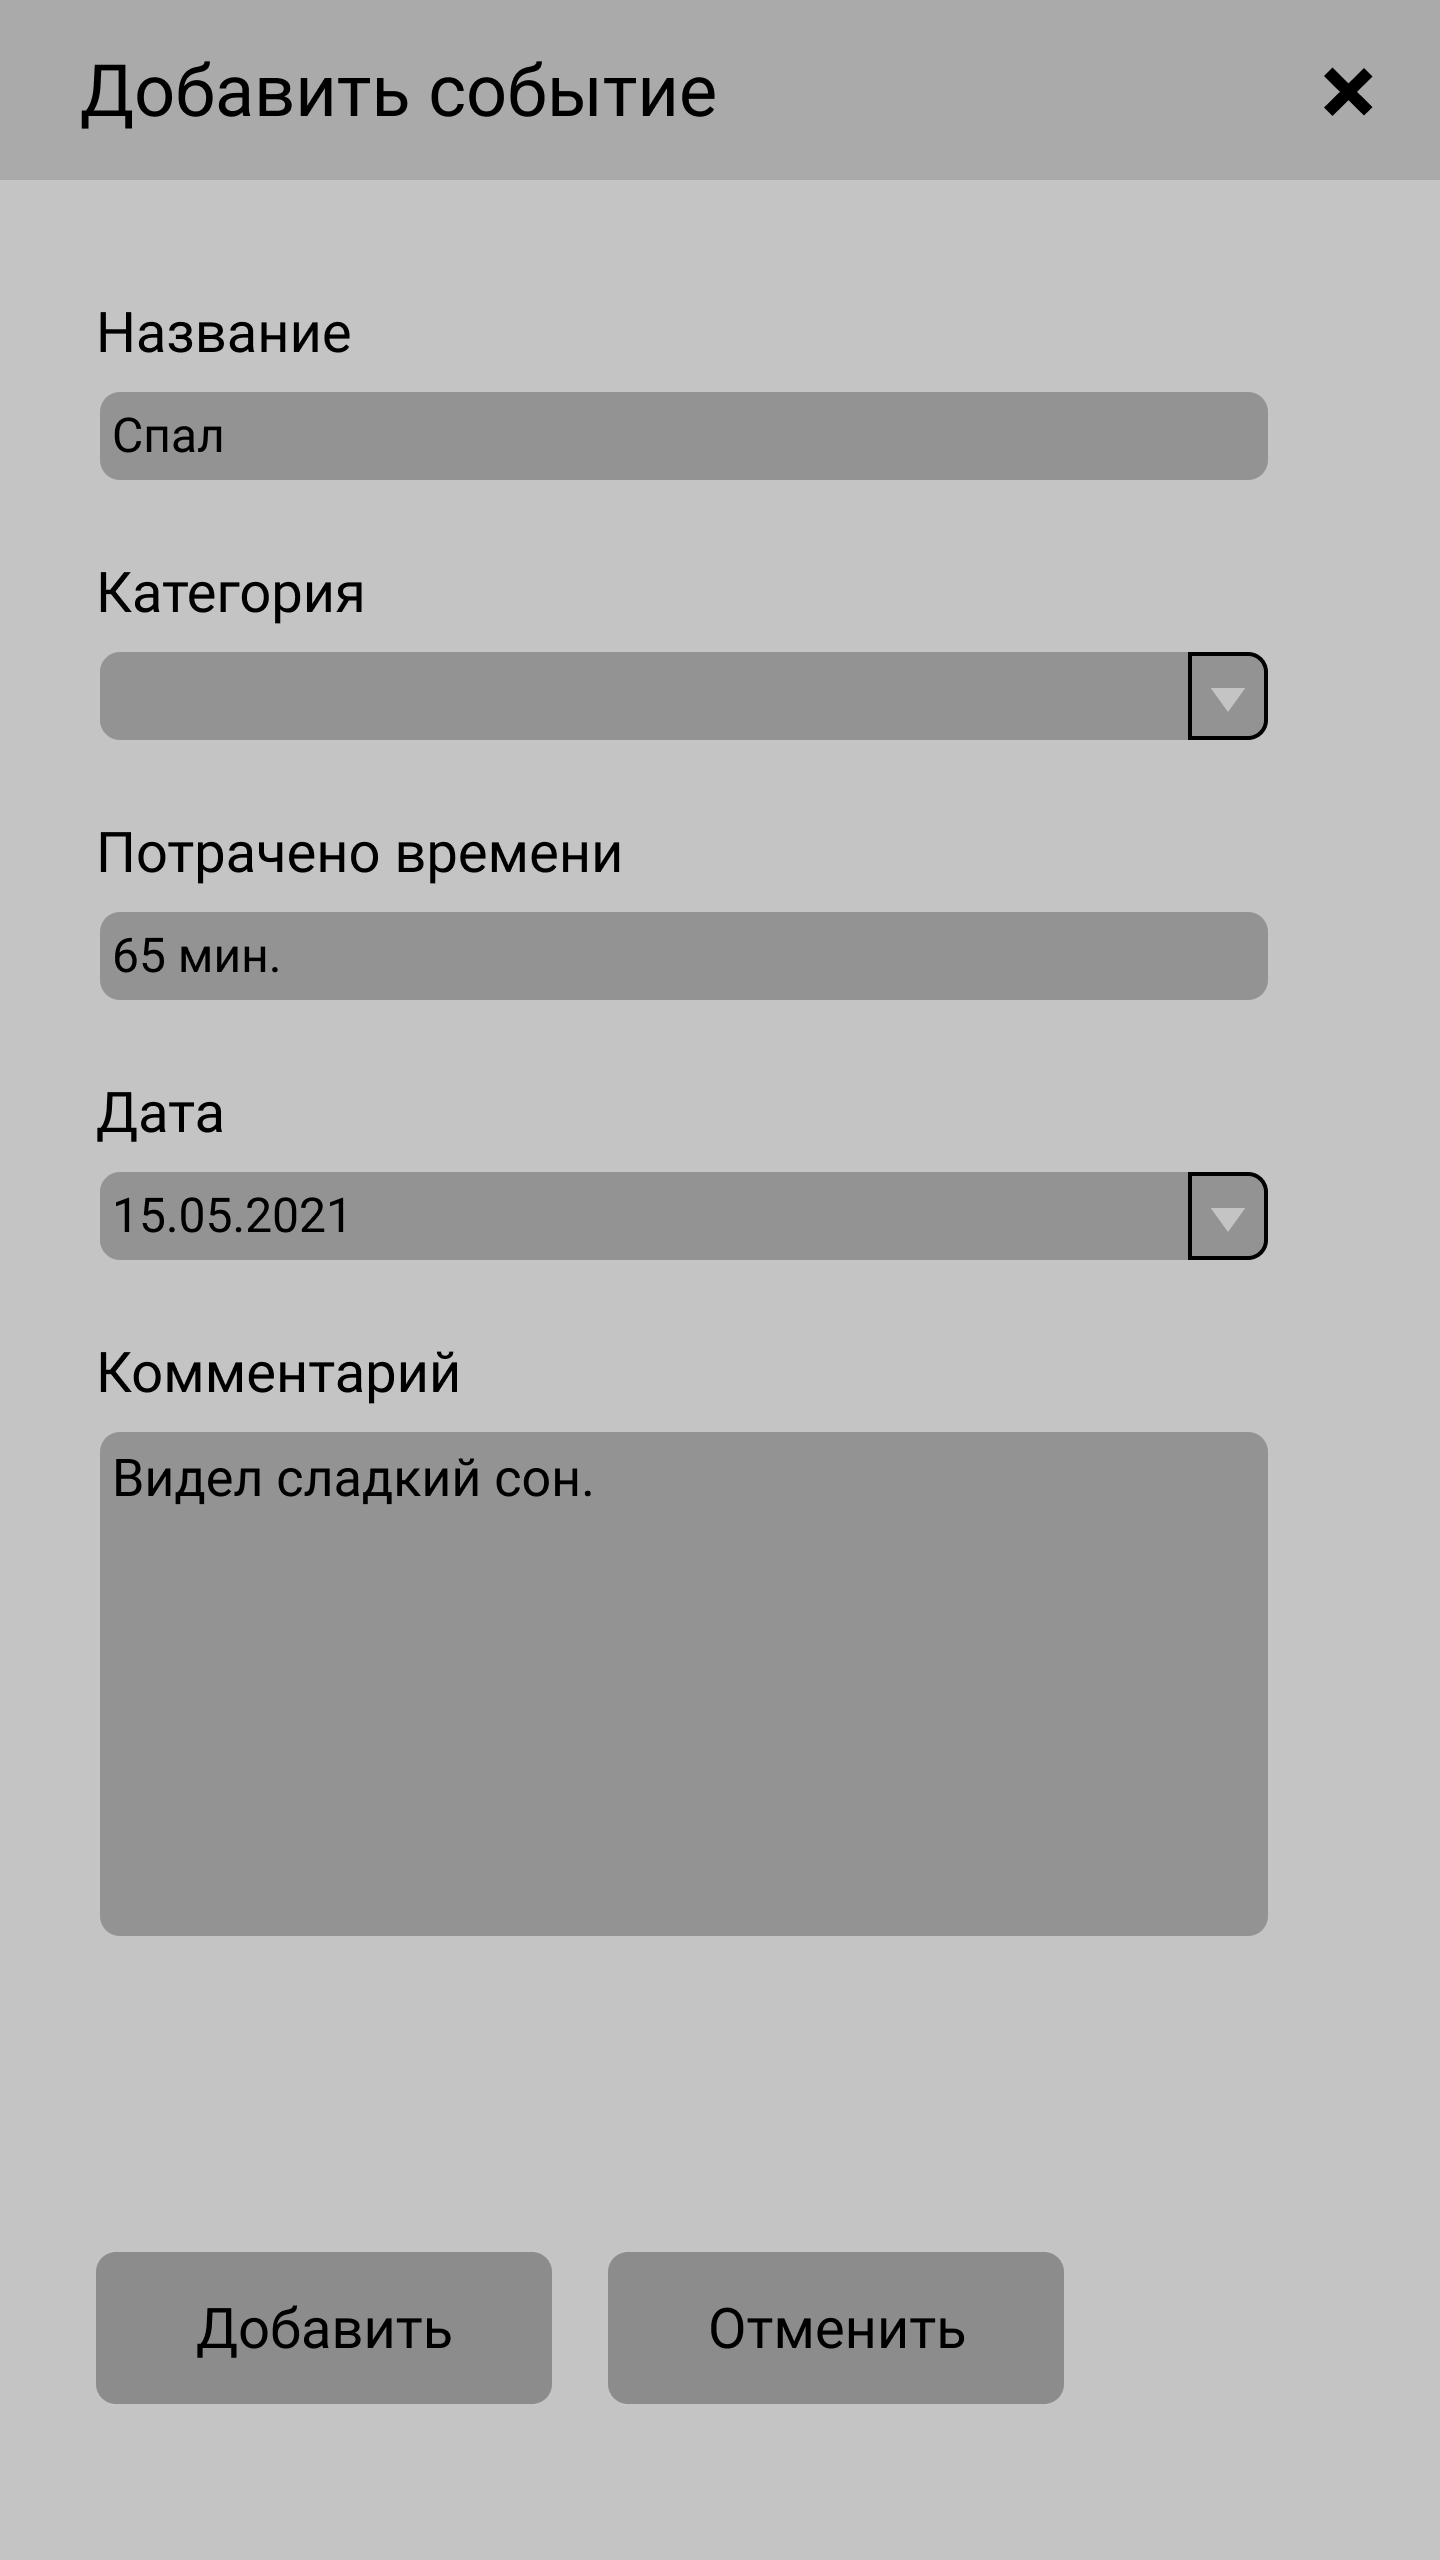 Добавить событие
Название
Спал
Категория
Потрачено времени
65 мин.
Дата
15.05.2021
Комментарий
Видел сладкий сон.
Добавить
Отменить